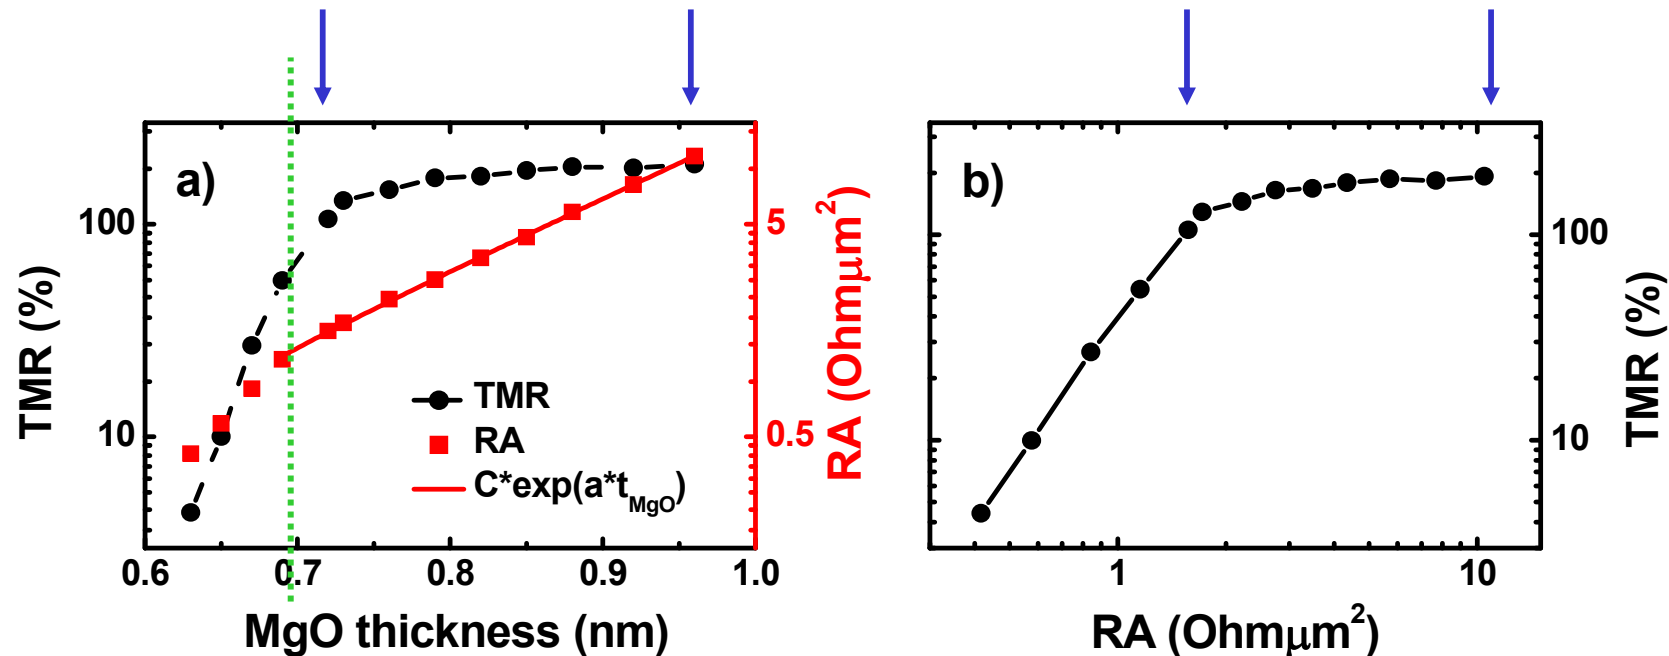 a)
TMR (%)
100
10
5
0.5
RA (Ohmμm²)
TMR
RA
C*exp(a*t_MgO)
0.6 0.7 0.8 0.9 1.0
MgO thickness (nm)
b)
100
10
TMR (%)
1 10
RA (Ohmμm²)